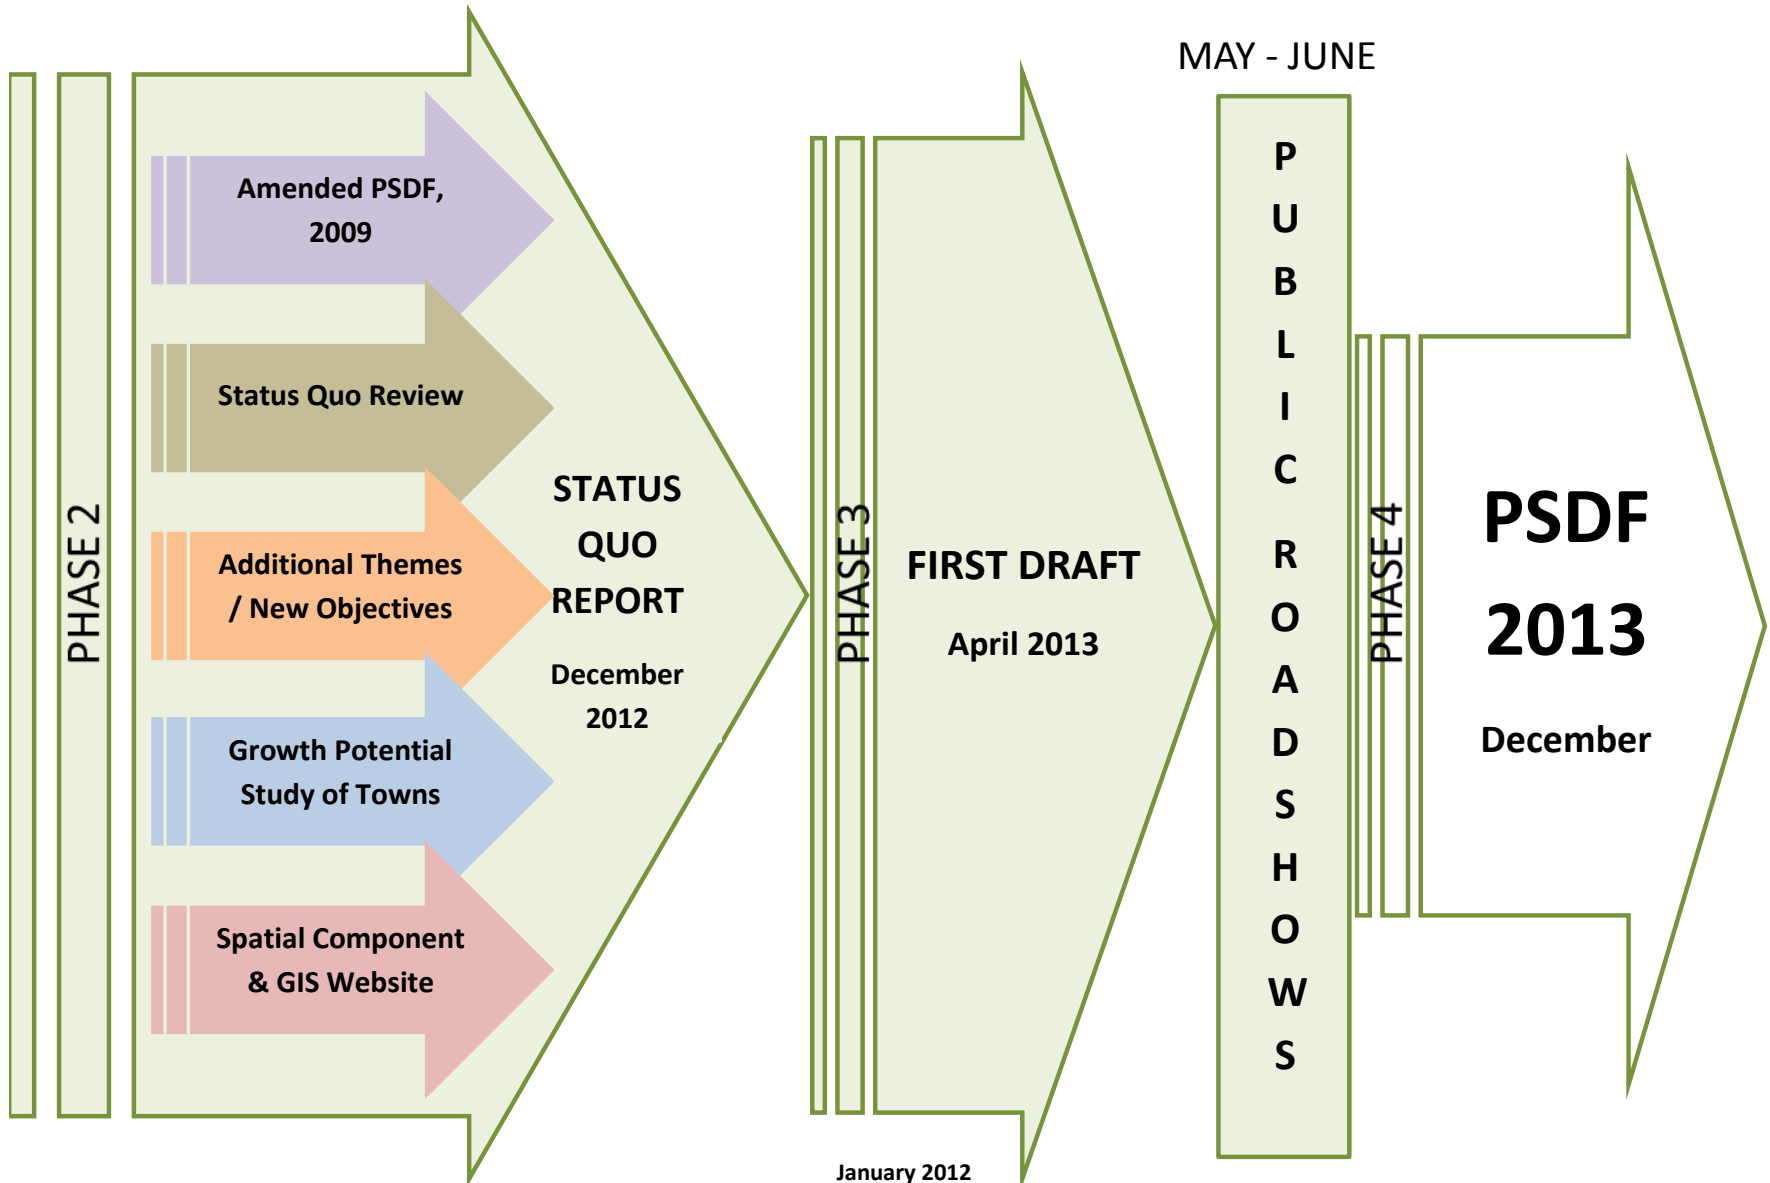 PHASE 2
Amended PSDF,
2009
Status Quo Review
Additional Themes
/ New Objectives
Growth Potential
Study of Towns
Spatial Component
& GIS Website
STATUS
QUO
REPORT
December
2012
PHASE 3
FIRST DRAFT
April 2013
January 2012
MAY - JUNE
P
U
B
L
I
C
R
O
A
D
S
H
O
W
S
PHASE 4
PSDF
2013
December